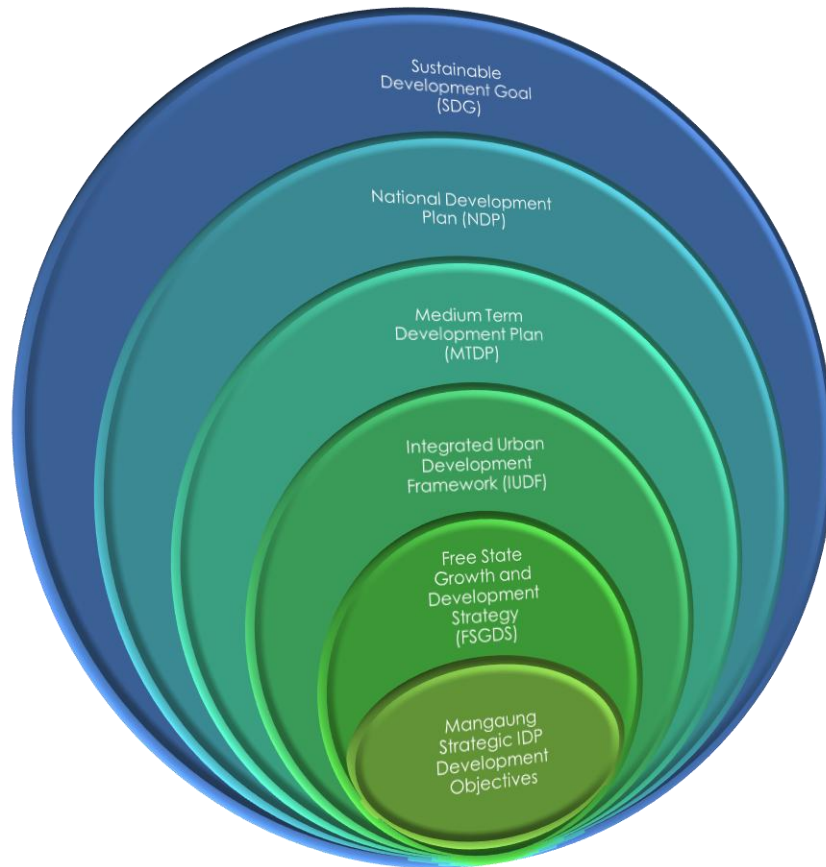 Sustainable
Development Goal
(SDG)
National Development
Plan (NDP)
Medium Term
Development Plan
(MTDP)
Integrated Urban
Development
Framework (IUDF)
Free State
Growth and
Development
Strategy
(FSGDS)
Mangaung
Strategic IDP
Development
Objectives